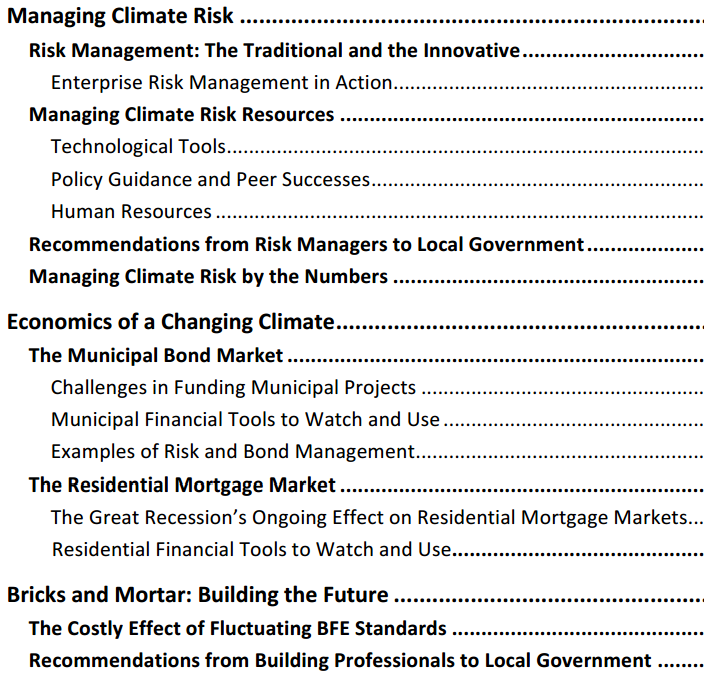 Managing Climate Risk ................................................................
Risk Management: The Traditional and the Innovative..............................
Enterprise Risk Management in Action....................................................
Managing Climate Risk Resources ..........................................................
Technological Tools................................................................................
Policy Guidance and Peer Successes........................................................
Human Resources ..................................................................................
Recommendations from Risk Managers to Local Government....................
Managing Climate Risk by the Numbers ..................................................
Economics of a Changing Climate............................................................
The Municipal Bond Market ..................................................................
Challenges in Funding Municipal Projects ................................................
Municipal Financial Tools to Watch and Use ............................................
Examples of Risk and Bond Management................................................
The Residential Mortgage Market ..........................................................
The Great Recession’s Ongoing Effect on Residential Mortgage Markets...
Residential Financial Tools to Watch and Use..........................................
Bricks and Mortar: Building the Future ....................................................
The Costly Effect of Fluctuating BFE Standards ........................................
Recommendations from Building Professionals to Local Government .......